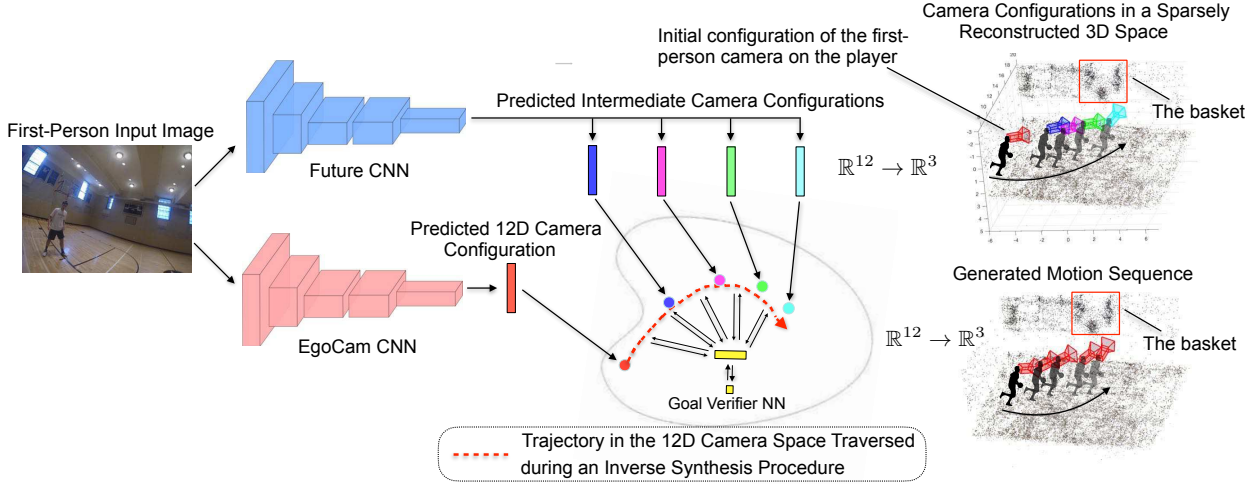 Camera Configurations in a Sparsely
Reconstructed 3D Space
Initial configuration of the first-
person camera on the player
The basket
First-Person Input Image
Future CNN
Predicted Intermediate Camera Configurations
ℝ¹² → ℝ³
Predicted 12D Camera
Configuration
EgoCam CNN
Goal Verifier NN
Generated Motion Sequence
ℝ¹² → ℝ³
The basket
Trajectory in the 12D Camera Space Traversed
during an Inverse Synthesis Procedure